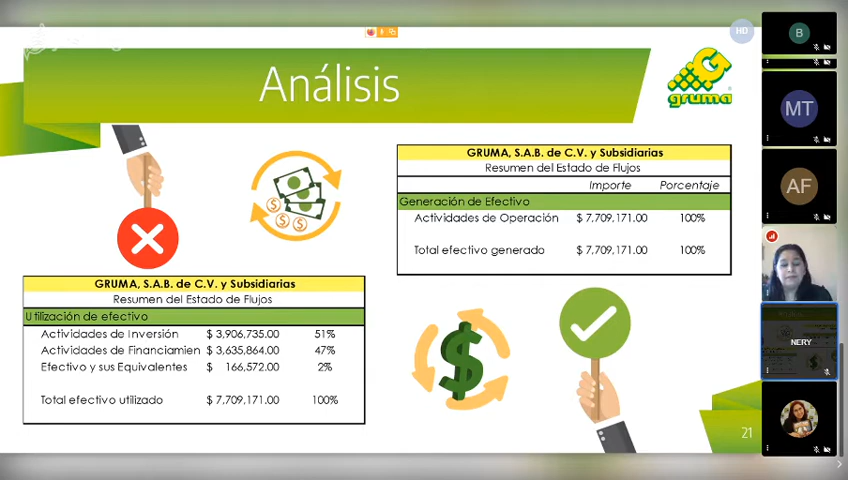 HD
B
Análisis
gruma
MT
GRUMA, S.A.B. de C.V. y Subsidiarias
Resumen del Estado de Flujos
Importe Porcentaje
Generación de Efectivo
Actividades de Operación $ 7,709,171.00 100%
Total efectivo generado $ 7,709,171.00 100%
AF
GRUMA, S.A.B. de C.V. y Subsidiarias
Resumen del Estado de Flujos
Utilización de efectivo
Actividades de Inversión $ 3,906,735.00 51%
Actividades de Financiamien $ 3,635,864.00 47%
Efectivo y sus Equivalentes $ 166,572.00 2%
Total efectivo utilizado $ 7,709,171.00 100%
NERY
21